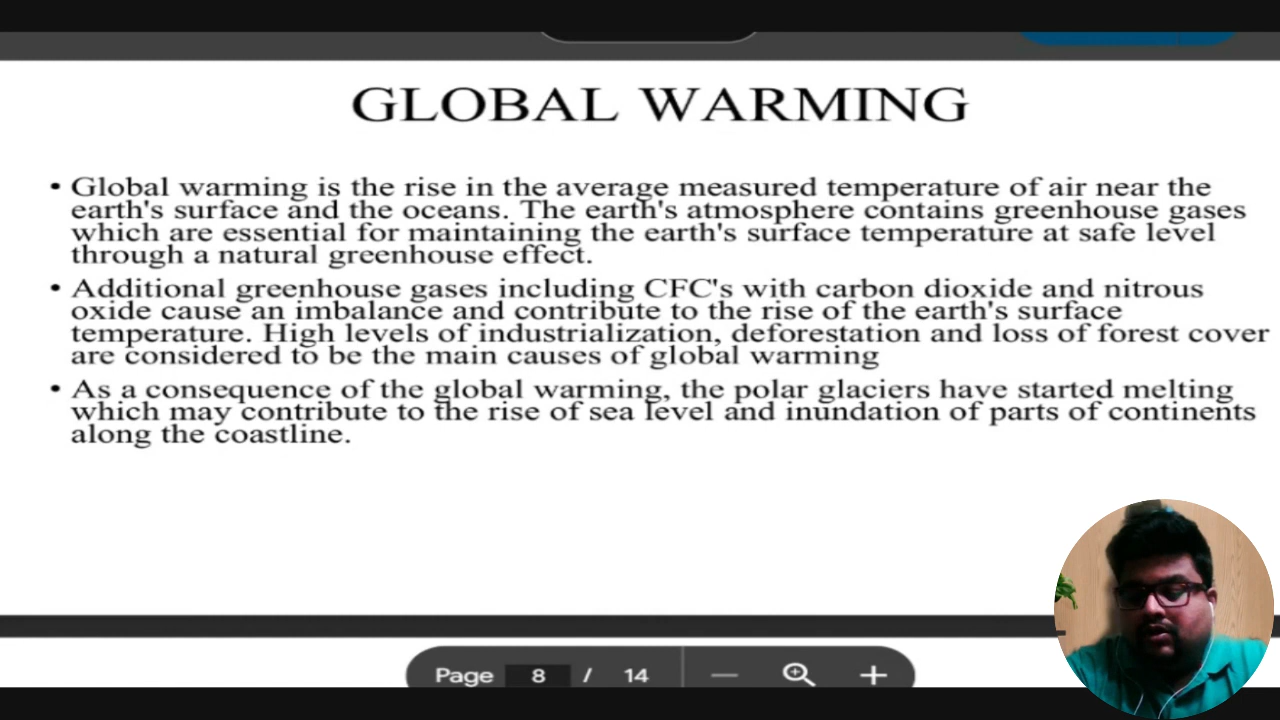 GLOBAL WARMING
• Global warming is the rise in the average measured temperature of air near the
earth's surface and the oceans. The earth's atmosphere contains greenhouse gases
which are essential for maintaining the earth's surface temperature at safe level
through a natural greenhouse effect.
• Additional greenhouse gases including CFC's with carbon dioxide and nitrous
oxide cause an imbalance and contribute to the rise of the earth's surface
temperature. High levels of industrialization, deforestation and loss of forest cover
are considered to be the main causes of global warming
• As a consequence of the global warming, the polar glaciers have started melting
which may contribute to the rise of sea level and inundation of parts of continents
along the coastline.
Page 8 / 14